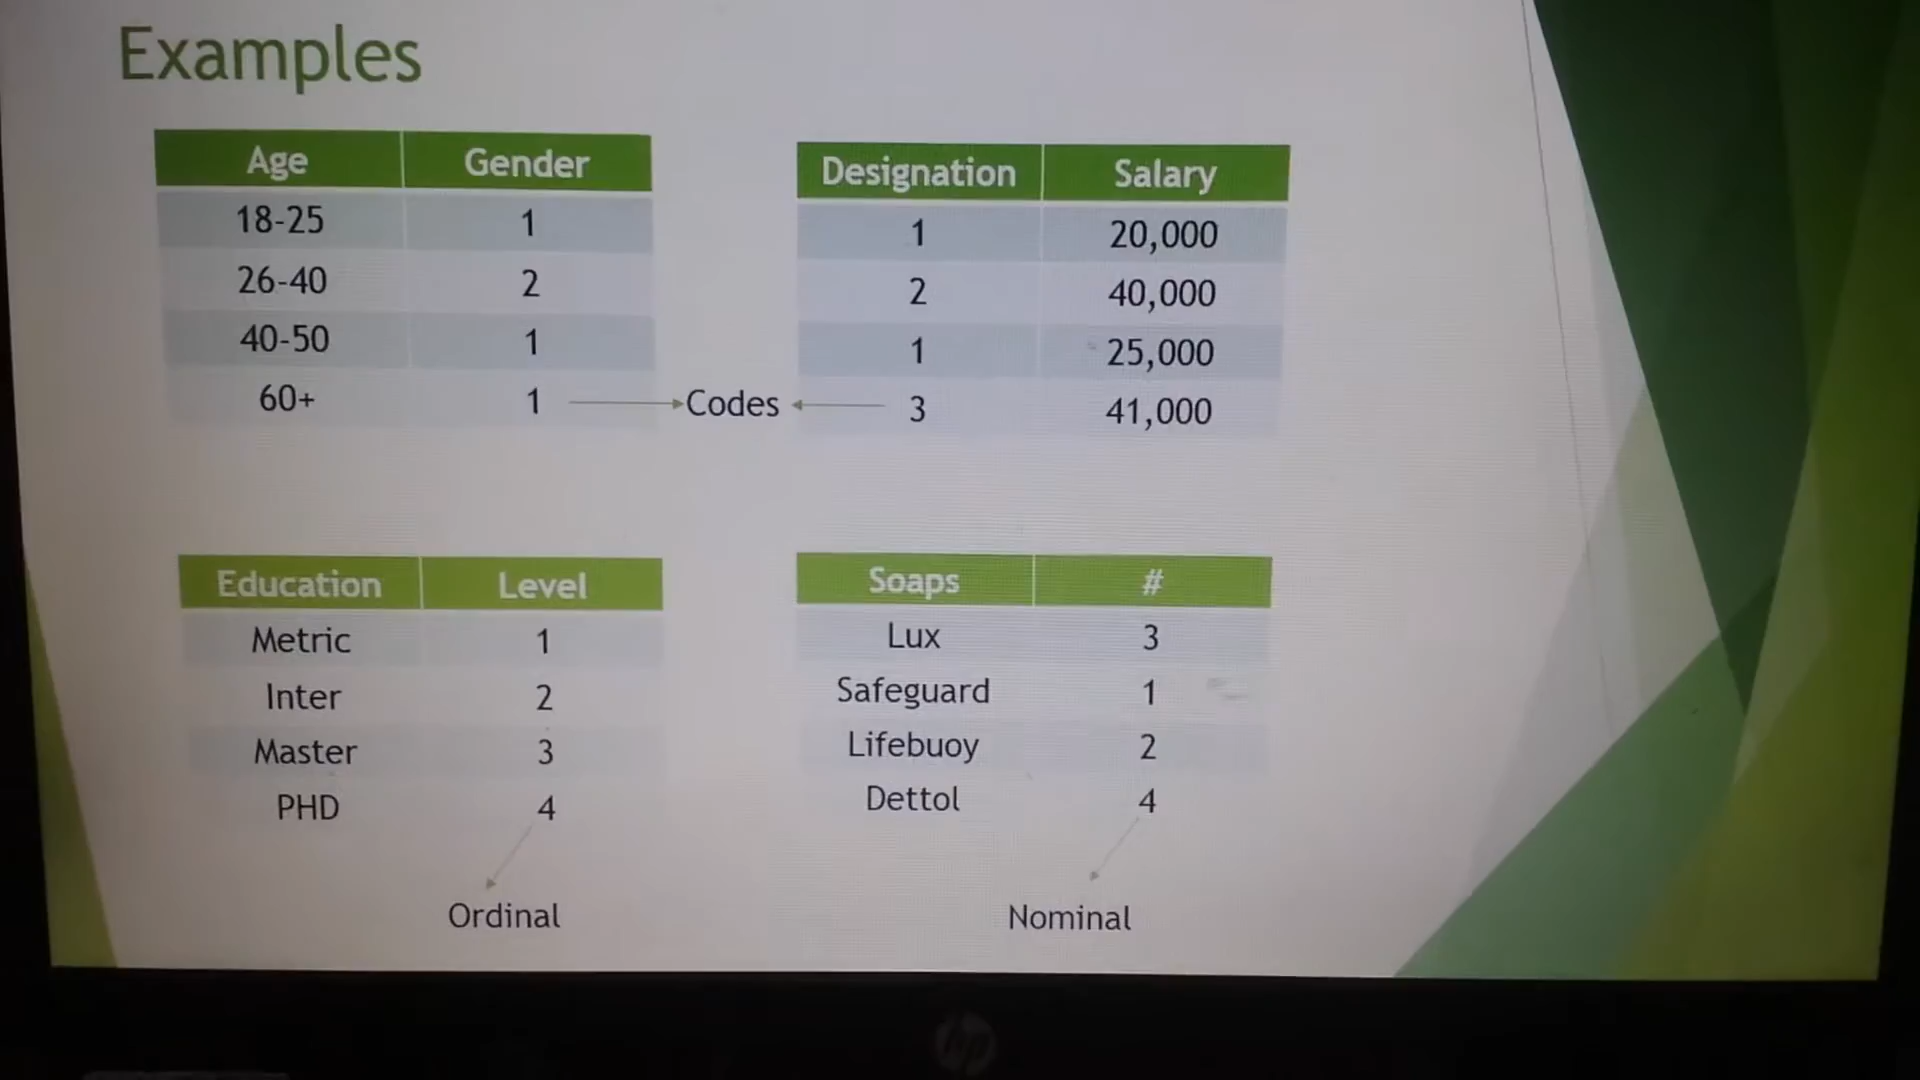 Examples
Age Gender
18-25 1
26-40 2
40-50 1
60+ 1
Codes
Designation Salary
1 20,000
2 40,000
1 25,000
3 41,000
Education Level
Metric 1
Inter 2
Master 3
PHD 4
Ordinal
Soaps #
Lux 3
Safeguard 1
Lifebuoy 2
Dettol 4
Nominal
hp